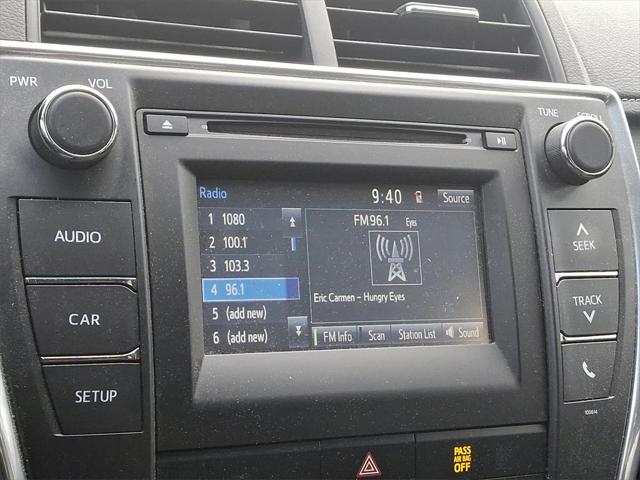 PWR VOL
TUNE SCROLL
Radio 9:40 Source
1 1080
2 100.1
3 103.3
4 96.1
5 (add new)
6 (add new)
FM96.1 Eyes
Eric Carmen - Hungry Eyes
FM Info Scan Station List Sound
AUDIO
CAR
SETUP
SEEK
TRACK
100614
PASS
AIR BAG
OFF